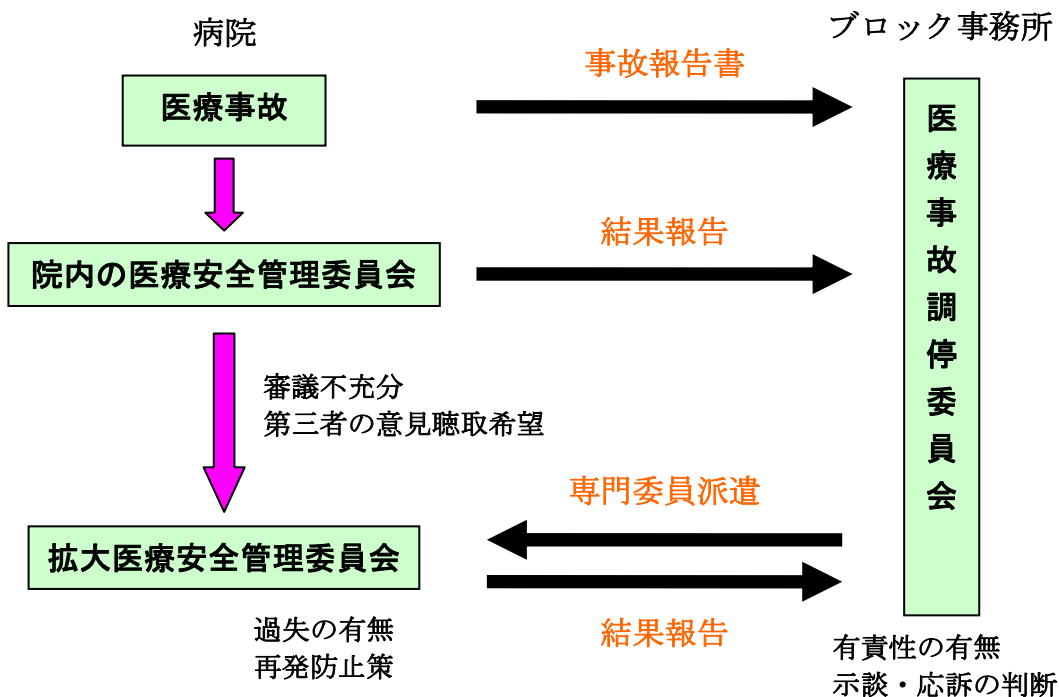 病院
ブロック事務所
事故報告書
医療事故
医療事故調停委員会
結果報告
院内の医療安全管理委員会
審議不充分
第三者の意見聴取希望
専門委員派遣
拡大医療安全管理委員会
結果報告
過失の有無
再発防止策
有責性の有無
示談・応訴の判断